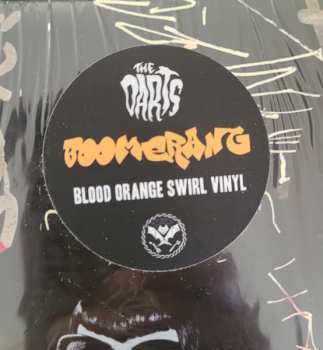 THE
DARTS
BOOMERANG
BLOOD ORANGE SWIRL VINYL